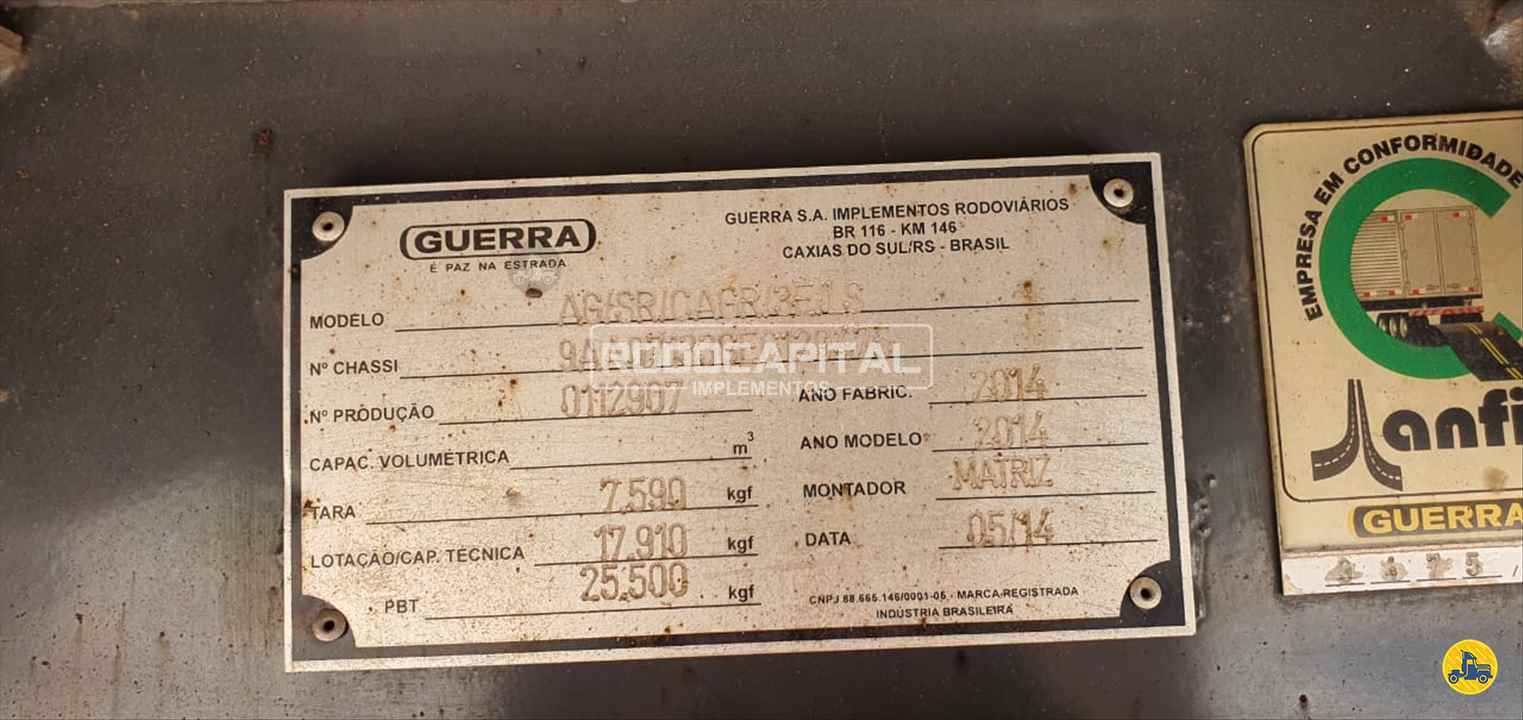 GUERRA
É PAZ NA ESTRADA
GUERRA S.A. IMPLEMENTOS RODOVIÁRIOS
BR 116 - KM 146
CAXIAS DO SUL/RS - BRASIL
MODELO
Nº CHASSI
RODOCAPITAL
IMPLEMENTOS
Nº PRODUÇÃO 0112907
ANO FABRIC. 2014
CAPAC. VOLUMÉTRICA m³
ANO MODELO 2014
TARA 7.590 kgf
MONTADOR MATRIZ
LOTAÇÃO/CAP. TÉCNICA 17.910 kgf
DATA 05/14
PBT 25.500 kgf
CNPJ 88.665.146/0001-05 - MARCA REGISTRADA
INDÚSTRIA BRASILEIRA
EMPRESA EM CONFORMIDADE
anfi
GUERRA